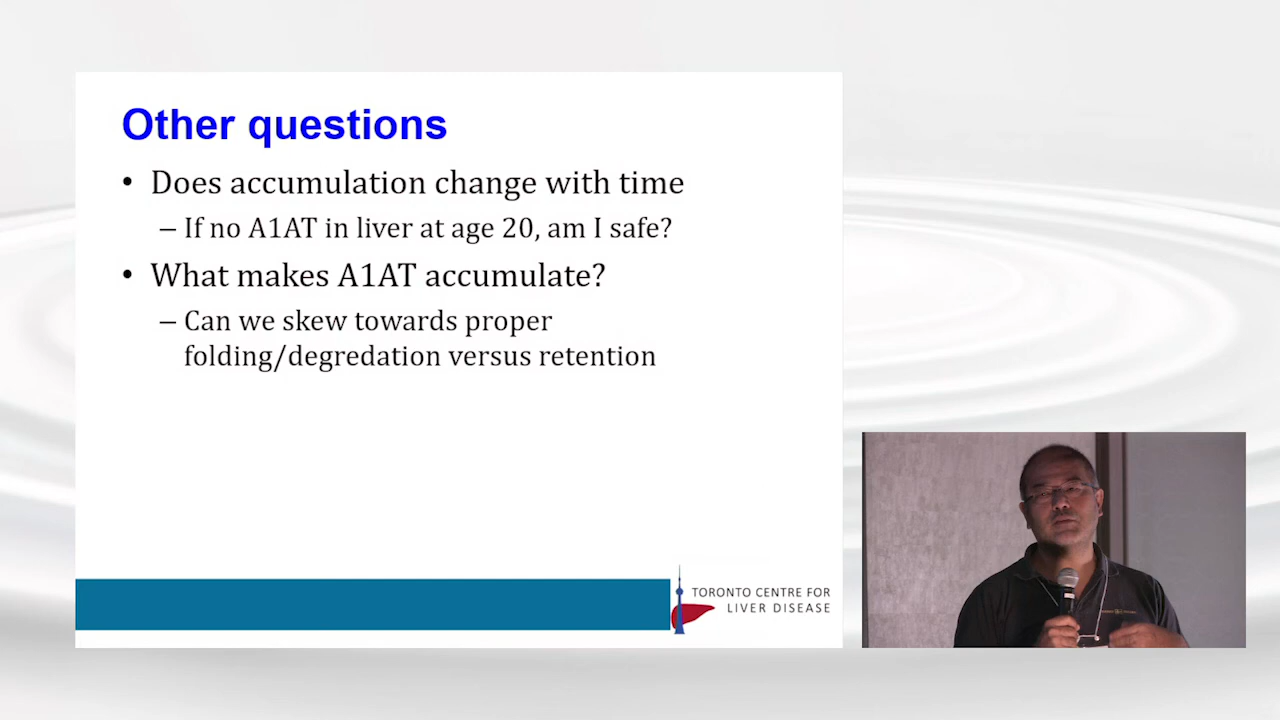 Other questions
• Does accumulation change with time
– If no A1AT in liver at age 20, am I safe?
• What makes A1AT accumulate?
– Can we skew towards proper
folding/degredation versus retention
TORONTO CENTRE FOR
LIVER DISEASE